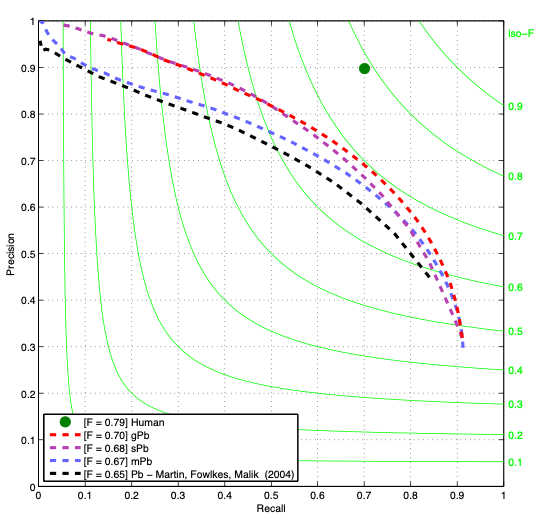 1
0.9
0.8
0.7
0.6
0.5
0.4
0.3
0.2
0.1
0
Precision
0 0.1 0.2 0.3 0.4 0.5 0.6 0.7 0.8 0.9 1
Recall
iso−F
0.9
0.8
0.7
0.6
0.5
0.4
0.3
0.2
0.1
[F = 0.79] Human
[F = 0.70] gPb
[F = 0.68] sPb
[F = 0.67] mPb
[F = 0.65] Pb − Martin, Fowlkes, Malik (2004)